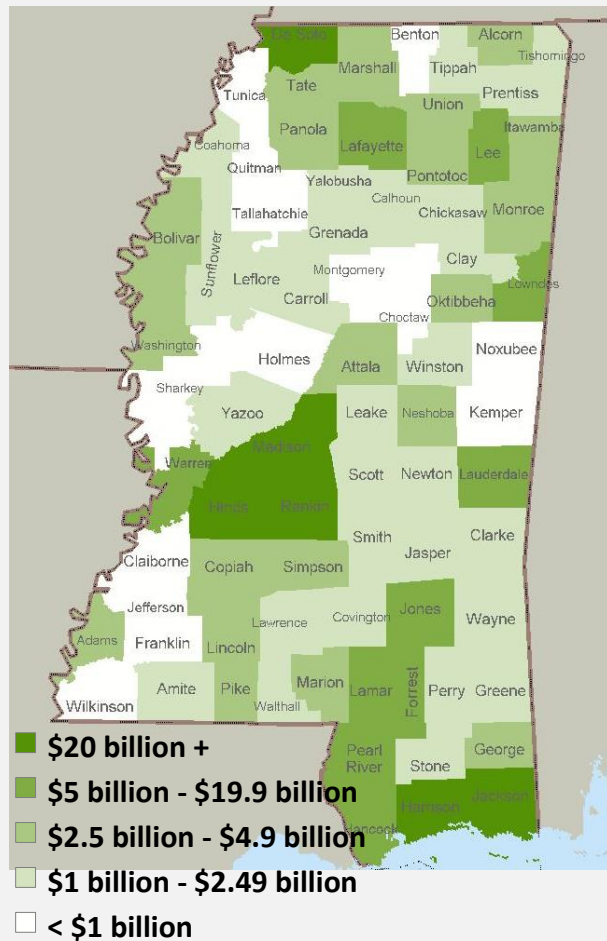 De Soto
Benton
Alcorn
Tishomingo
Marshall
Tippah
Tate
Prentiss
Tunica
Union
Panola
Itawamba
Coahoma
Lafayette
Lee
Quitman
Pontotoc
Yalobusha
Calhoun
Tallahatchie
Chickasaw
Monroe
Grenada
Bolivar
Sunflower
Clay
Montgomery
Leflore
Lowndes
Carroll
Oktibbeha
Choctaw
Washington
Noxubee
Holmes
Attala
Winston
Sharkey
Yazoo
Leake
Neshoba
Kemper
Madison
Warren
Scott
Newton
Lauderdale
Hinds
Rankin
Smith
Clarke
Jasper
Claiborne
Copiah
Simpson
Jefferson
Jones
Lawrence
Covington
Wayne
Adams
Franklin
Lincoln
Forrest
Marion
Lamar
Perry
Greene
Amite
Pike
Walthall
Wilkinson
Pearl
River
George
Stone
Harrison
Jackson
Hancock
$20 billion +
$5 billion - $19.9 billion
$2.5 billion - $4.9 billion
$1 billion - $2.49 billion
< $1 billion